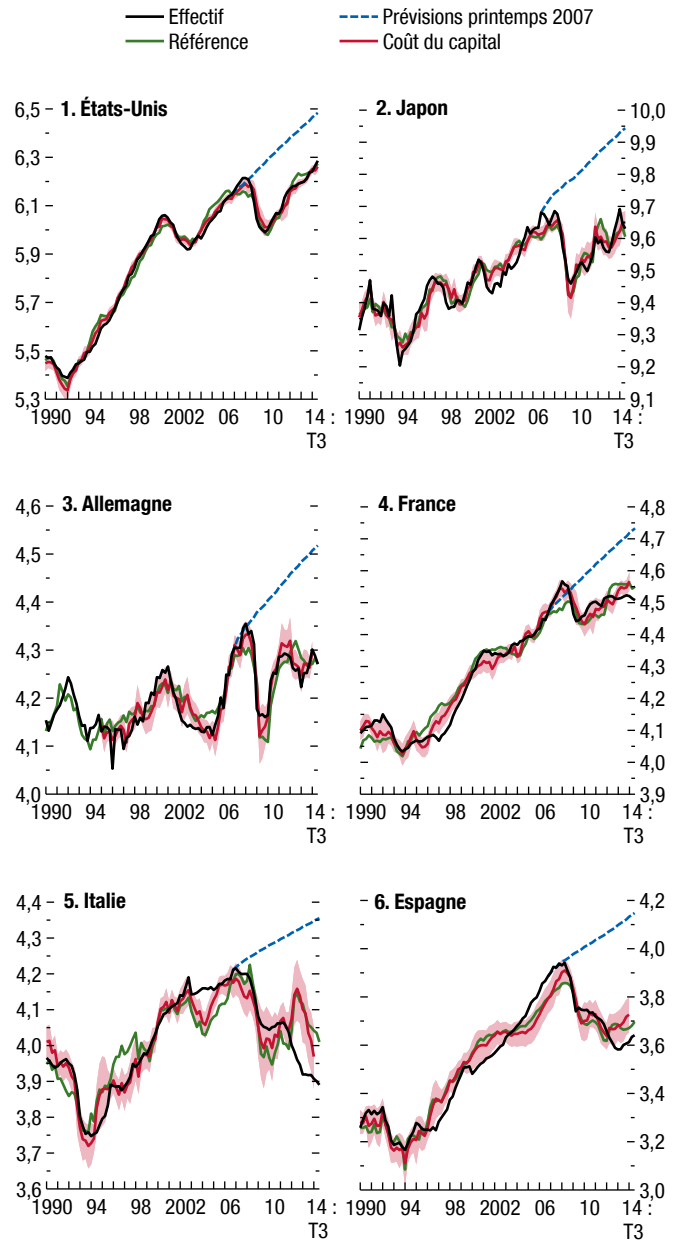 Effectif
Référence
Prévisions printemps 2007
Coût du capital
1. États-Unis
6,5
6,3
6,1
5,9
5,7
5,5
5,3
1990 94 98 2002 06 10 14 :
T3
2. Japon
10,0
9,9
9,8
9,7
9,6
9,5
9,4
9,3
9,2
9,1
1990 94 98 2002 06 10 14 :
T3
3. Allemagne
4,6
4,5
4,4
4,3
4,2
4,1
4,0
1990 94 98 2002 06 10 14 :
T3
4. France
4,8
4,7
4,6
4,5
4,4
4,3
4,2
4,1
4,0
3,9
1990 94 98 2002 06 10 14 :
T3
5. Italie
4,4
4,3
4,2
4,1
4,0
3,9
3,8
3,7
3,6
1990 94 98 2002 06 10 14 :
T3
6. Espagne
4,2
4,0
3,8
3,6
3,4
3,2
3,0
1990 94 98 2002 06 10 14 :
T3